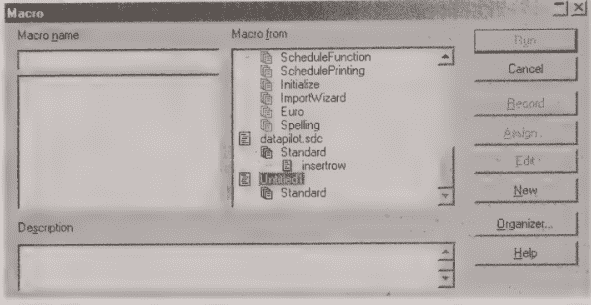 Macro
Macro name
Macro from
ScheduleFunction
SchedulePrinting
Initialize
ImportWizard
Euro
Spelling
datapilot.sdc
Standard
insertrow
Untitled1
Standard
Run
Cancel
Record
Assign...
Edit
New
Organizer...
Help
Description